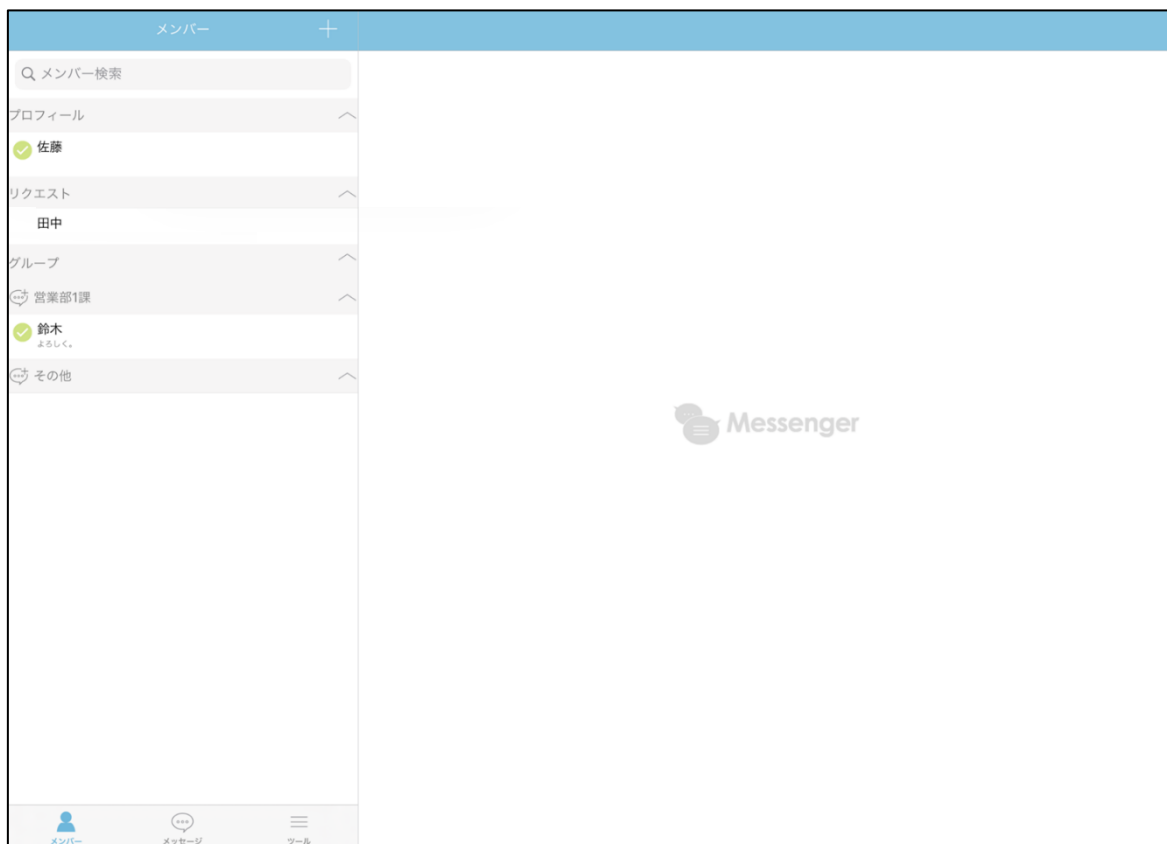 メンバー
メンバー検索
プロフィール
佐藤
リクエスト
田中
グループ
営業部1課
鈴木
よろしく。
その他
Messenger
メンバー
メッセージ
ツール